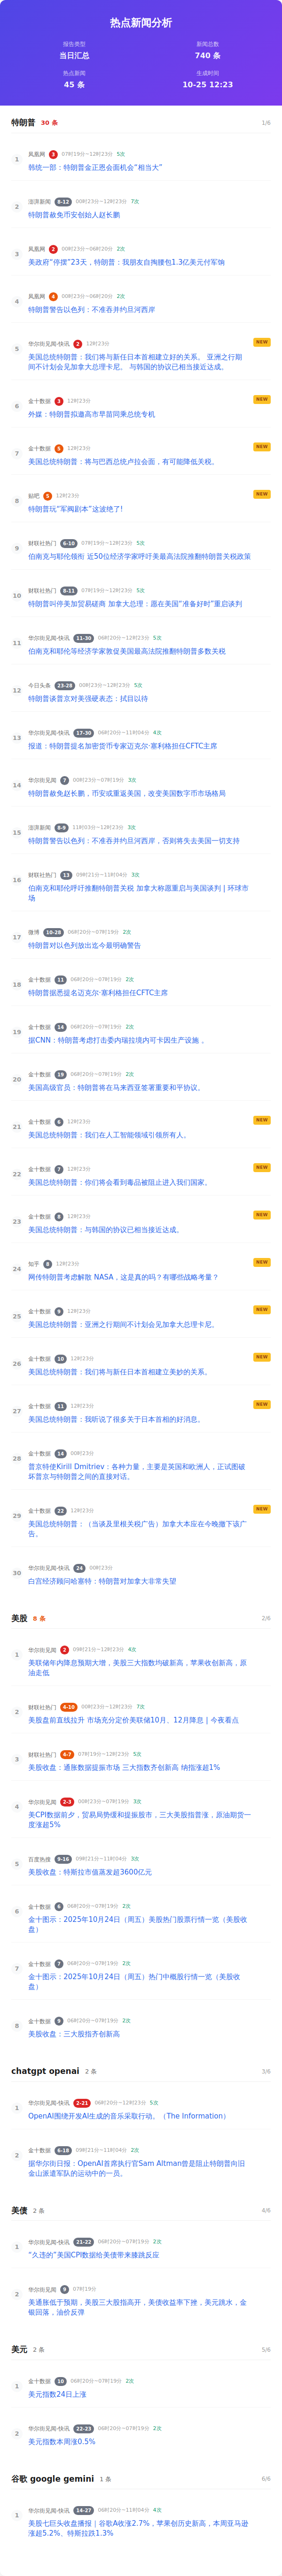 热点新闻分析
报告类型
当日汇总
新闻总数
740 条
热点新闻
45 条
生成时间
10-25 12:23
特朗普 30 条 1/6
1
凤凰网 3 07时19分~12时23分 5次
韩统一部：特朗普金正恩会面机会“相当大”
2
澎湃新闻 8-12 00时23分~12时23分 7次
特朗普赦免币安创始人赵长鹏
3
凤凰网 2 00时23分~06时20分 2次
美政府“停摆”23天，特朗普：我朋友自掏腰包1.3亿美元付军饷
4
凤凰网 4 00时23分~06时20分 2次
特朗普警告以色列：不准吞并约旦河西岸
5
华尔街见闻-快讯 2 12时23分 NEW
美国总统特朗普：我们将与新任日本首相建立好的关系。 亚洲之行期
间不计划会见加拿大总理卡尼。 与韩国的协议已相当接近达成。
6
金十数据 3 12时23分 NEW
外媒：特朗普拟邀高市早苗同乘总统专机
7
金十数据 5 12时23分 NEW
美国总统特朗普：将与巴西总统卢拉会面，有可能降低关税。
8
贴吧 5 12时23分 NEW
特朗普玩“军阀剧本”这波绝了!
9
财联社热门 6-10 07时19分~12时23分 5次
伯南克与耶伦领衔 近50位经济学家呼吁美最高法院推翻特朗普关税政策
10
财联社热门 8-11 07时19分~12时23分 5次
特朗普叫停美加贸易磋商 加拿大总理：愿在美国“准备好时”重启谈判
11
华尔街见闻-快讯 11-30 06时20分~12时23分 5次
伯南克和耶伦等经济学家敦促美国最高法院推翻特朗普多数关税
12
今日头条 23-28 00时23分~12时23分 5次
特朗普谈普京对美强硬表态：拭目以待
13
华尔街见闻-快讯 17-30 06时20分~11时04分 4次
报道：特朗普提名加密货币专家迈克尔·塞利格担任CFTC主席
14
华尔街见闻 7 00时23分~07时19分 3次
特朗普赦免赵长鹏，币安或重返美国，改变美国数字币市场格局
15
澎湃新闻 8-9 11时03分~12时23分 3次
特朗普警告以色列：不准吞并约旦河西岸，否则将失去美国一切支持
16
财联社热门 13 09时21分~11时04分 3次
伯南克和耶伦呼吁推翻特朗普关税 加拿大称愿重启与美国谈判 | 环球市
场
17
微博 16-28 06时20分~07时19分 2次
特朗普对以色列放出迄今最明确警告
18
金十数据 11 06时20分~07时19分 2次
特朗普据悉提名迈克尔·塞利格担任CFTC主席
19
金十数据 14 06时20分~07时19分 2次
据CNN：特朗普考虑打击委内瑞拉境内可卡因生产设施 。
20
金十数据 19 06时20分~07时19分 2次
美国高级官员：特朗普将在马来西亚签署重要和平协议。
21
金十数据 6 12时23分 NEW
美国总统特朗普：我们在人工智能领域引领所有人。
22
金十数据 7 12时23分 NEW
美国总统特朗普：你们将会看到毒品被阻止进入我们国家。
23
金十数据 8 12时23分 NEW
美国总统特朗普：与韩国的协议已相当接近达成。
24
知乎 8 12时23分 NEW
网传特朗普考虑解散 NASA，这是真的吗？有哪些战略考量？
25
金十数据 9 12时23分 NEW
美国总统特朗普：亚洲之行期间不计划会见加拿大总理卡尼。
26
金十数据 10 12时23分 NEW
美国总统特朗普：我们将与新任日本首相建立美妙的关系。
27
金十数据 11 12时23分 NEW
美国总统特朗普：我听说了很多关于日本首相的好消息。
28
金十数据 14 00时23分
普京特使Kirill Dmitriev：各种力量，主要是英国和欧洲人，正试图破
坏普京与特朗普之间的直接对话。
29
金十数据 22 12时23分 NEW
美国总统特朗普：（当谈及里根关税广告）加拿大本应在今晚撤下该广
告。
30
华尔街见闻-快讯 24 00时23分
白宫经济顾问哈塞特：特朗普对加拿大非常失望
美股 8 条 2/6
1
华尔街见闻 2 09时21分~12时23分 4次
美联储年内降息预期大增，美股三大指数均破新高，苹果收创新高，原
油走低
2
财联社热门 4-10 00时23分~12时23分 7次
美股盘前直线拉升 市场充分定价美联储10月、12月降息 | 今夜看点
3
财联社热门 4-7 07时19分~12时23分 5次
美股收盘：通胀数据提振市场 三大指数齐创新高 纳指涨超1%
4
华尔街见闻 2-3 00时23分~07时19分 3次
美CPI数据前夕，贸易局势缓和提振股市，三大美股指普涨，原油期货一
度涨超5%
5
百度热搜 9-16 09时21分~11时04分 3次
美股收盘：特斯拉市值蒸发超3600亿元
6
金十数据 6 06时20分~07时19分 2次
金十图示：2025年10月24日（周五）美股热门股票行情一览（美股收
盘）
7
金十数据 7 06时20分~07时19分 2次
金十图示：2025年10月24日（周五）热门中概股行情一览（美股收
盘）
8
金十数据 9 06时20分~07时19分 2次
美股收盘：三大股指齐创新高
chatgpt openai 2 条 3/6
1
华尔街见闻-快讯 2-21 06时20分~12时23分 5次
OpenAI围绕开发AI生成的音乐采取行动。（The Information）
2
金十数据 6-18 09时21分~11时04分 2次
据华尔街日报：OpenAI首席执行官Sam Altman曾是阻止特朗普向旧
金山派遣军队的运动中的一员。
美债 2 条 4/6
1
华尔街见闻-快讯 21-22 06时20分~07时19分 2次
“久违的”美国CPI数据给美债带来膝跳反应
2
华尔街见闻 9 07时19分
美通胀低于预期，美股三大股指高开，美债收益率下挫，美元跳水，金
银回落，油价反弹
美元 2 条 5/6
1
金十数据 10 06时20分~07时19分 2次
美元指数24日上涨
2
华尔街见闻-快讯 22-23 06时20分~07时19分 2次
美元指数本周涨0.5%
谷歌 google gemini 1 条 6/6
1
华尔街见闻-快讯 14-27 06时20分~11时04分 4次
美股七巨头收盘播报｜谷歌A收涨2.7%，苹果创历史新高，本周亚马逊
涨超5.2%、特斯拉跌1.3%